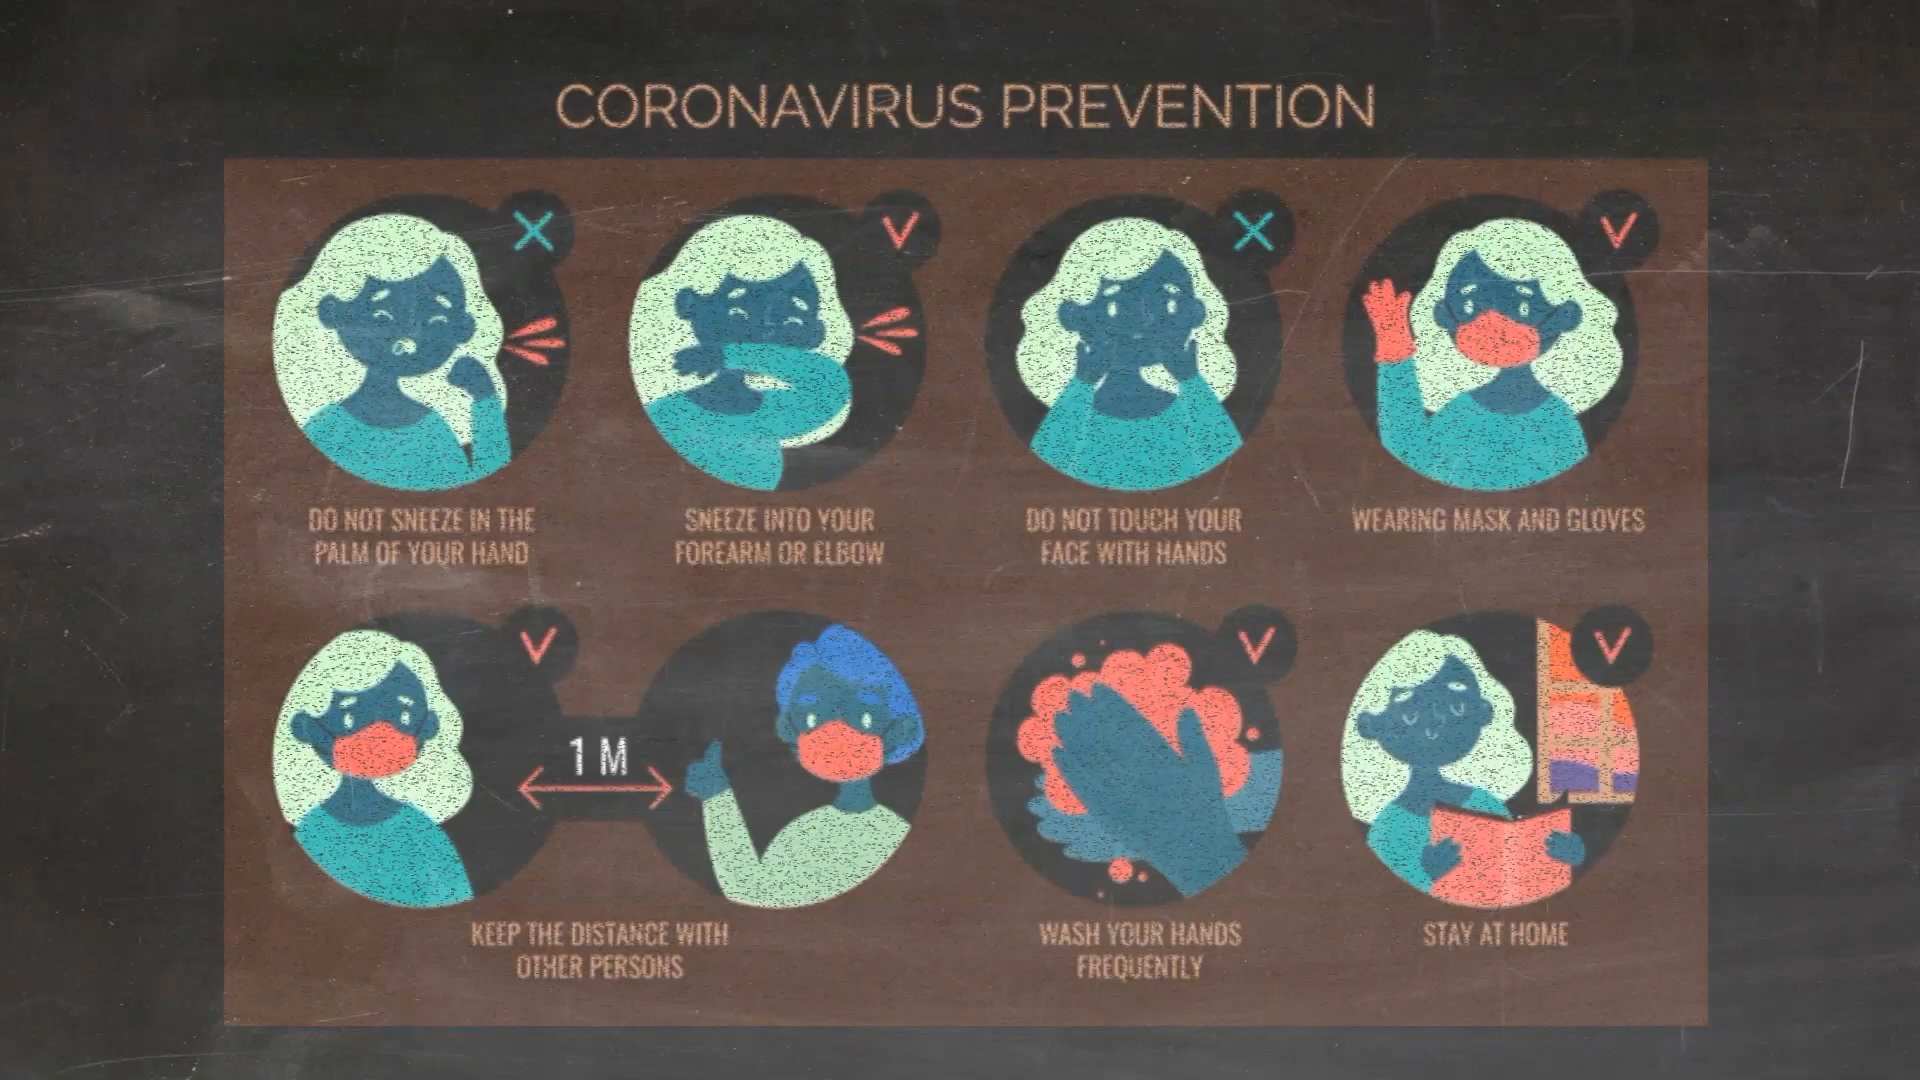 CORONAVIRUS PREVENTION
DO NOT SNEEZE IN THE
PALM OF YOUR HAND
SNEEZE INTO YOUR
FOREARM OR ELBOW
DO NOT TOUCH YOUR
FACE WITH HANDS
WEARING MASK AND GLOVES
1 M
KEEP THE DISTANCE WITH
OTHER PERSONS
WASH YOUR HANDS
FREQUENTLY
STAY AT HOME